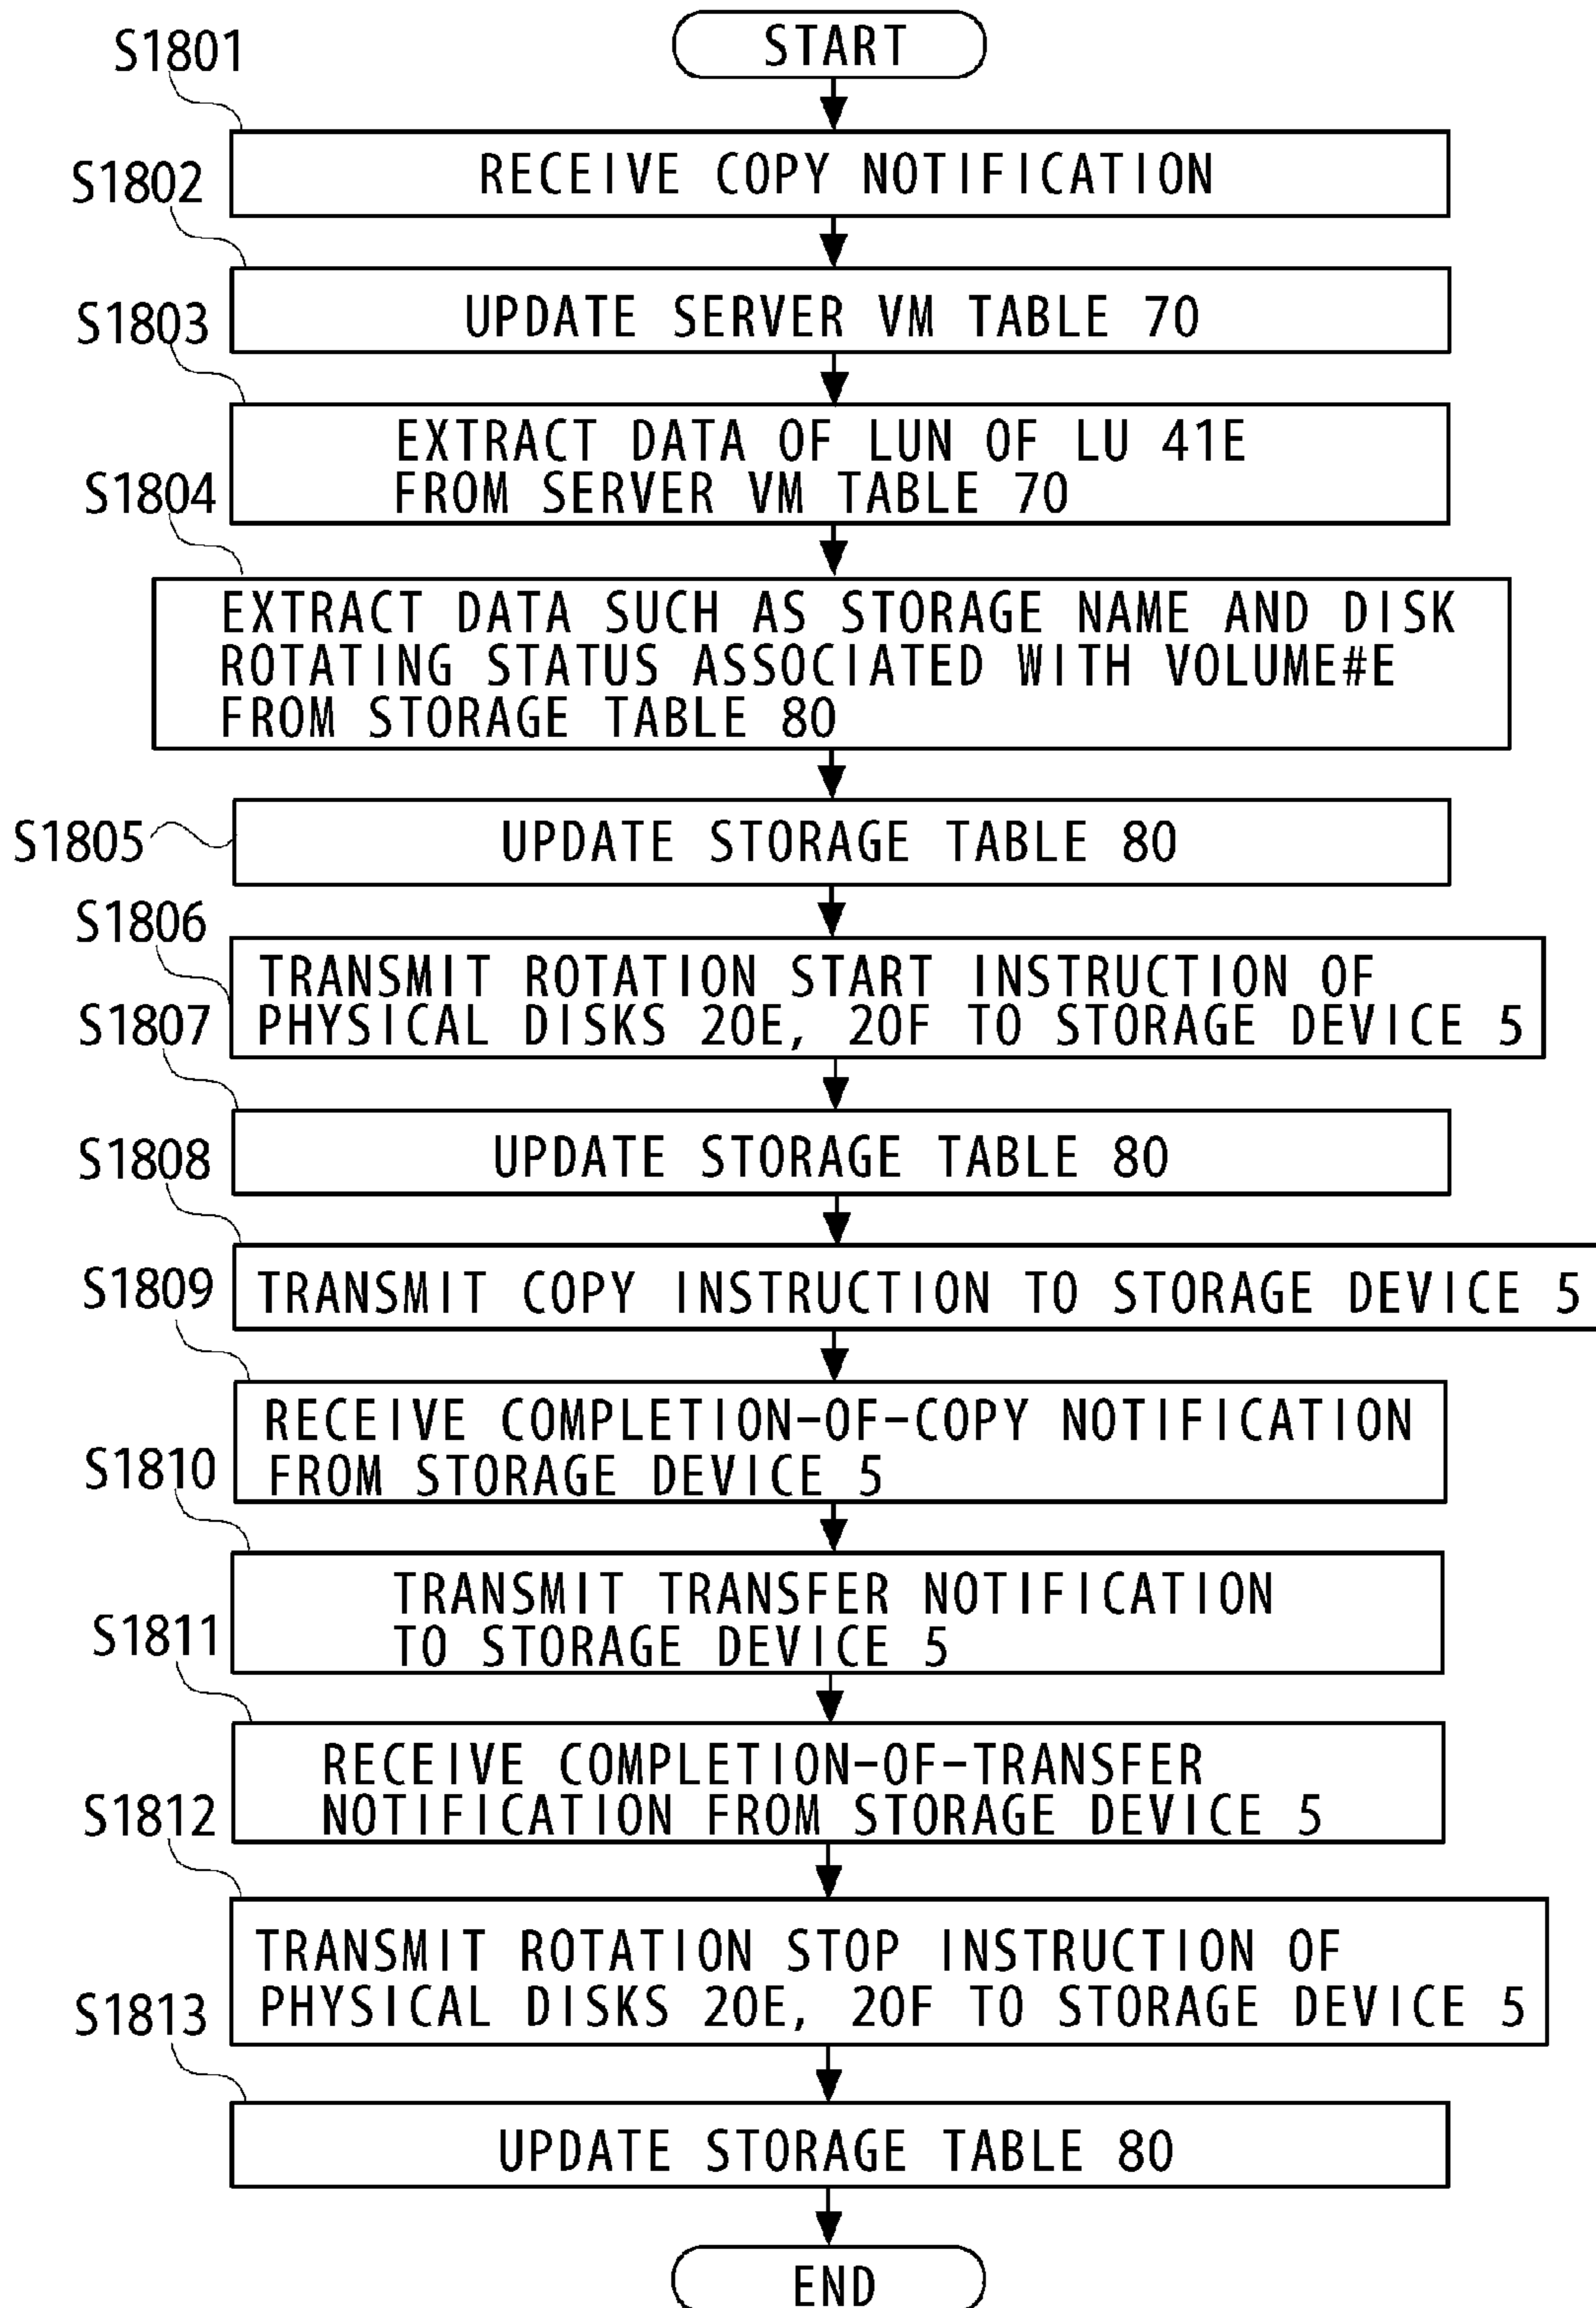 START
S1801
RECEIVE COPY NOTIFICATION
S1802
UPDATE SERVER VM TABLE 70
S1803
EXTRACT DATA OF LUN OF LU 41E
FROM SERVER VM TABLE 70
S1804
EXTRACT DATA SUCH AS STORAGE NAME AND DISK
ROTATING STATUS ASSOCIATED WITH VOLUME#E
FROM STORAGE TABLE 80
S1805
UPDATE STORAGE TABLE 80
S1806
TRANSMIT ROTATION START INSTRUCTION OF
PHYSICAL DISKS 20E, 20F TO STORAGE DEVICE 5
S1807
UPDATE STORAGE TABLE 80
S1808
TRANSMIT COPY INSTRUCTION TO STORAGE DEVICE 5
S1809
RECEIVE COMPLETION-OF-COPY NOTIFICATION
FROM STORAGE DEVICE 5
S1810
TRANSMIT TRANSFER NOTIFICATION
TO STORAGE DEVICE 5
S1811
RECEIVE COMPLETION-OF-TRANSFER
NOTIFICATION FROM STORAGE DEVICE 5
S1812
TRANSMIT ROTATION STOP INSTRUCTION OF
PHYSICAL DISKS 20E, 20F TO STORAGE DEVICE 5
S1813
UPDATE STORAGE TABLE 80
END